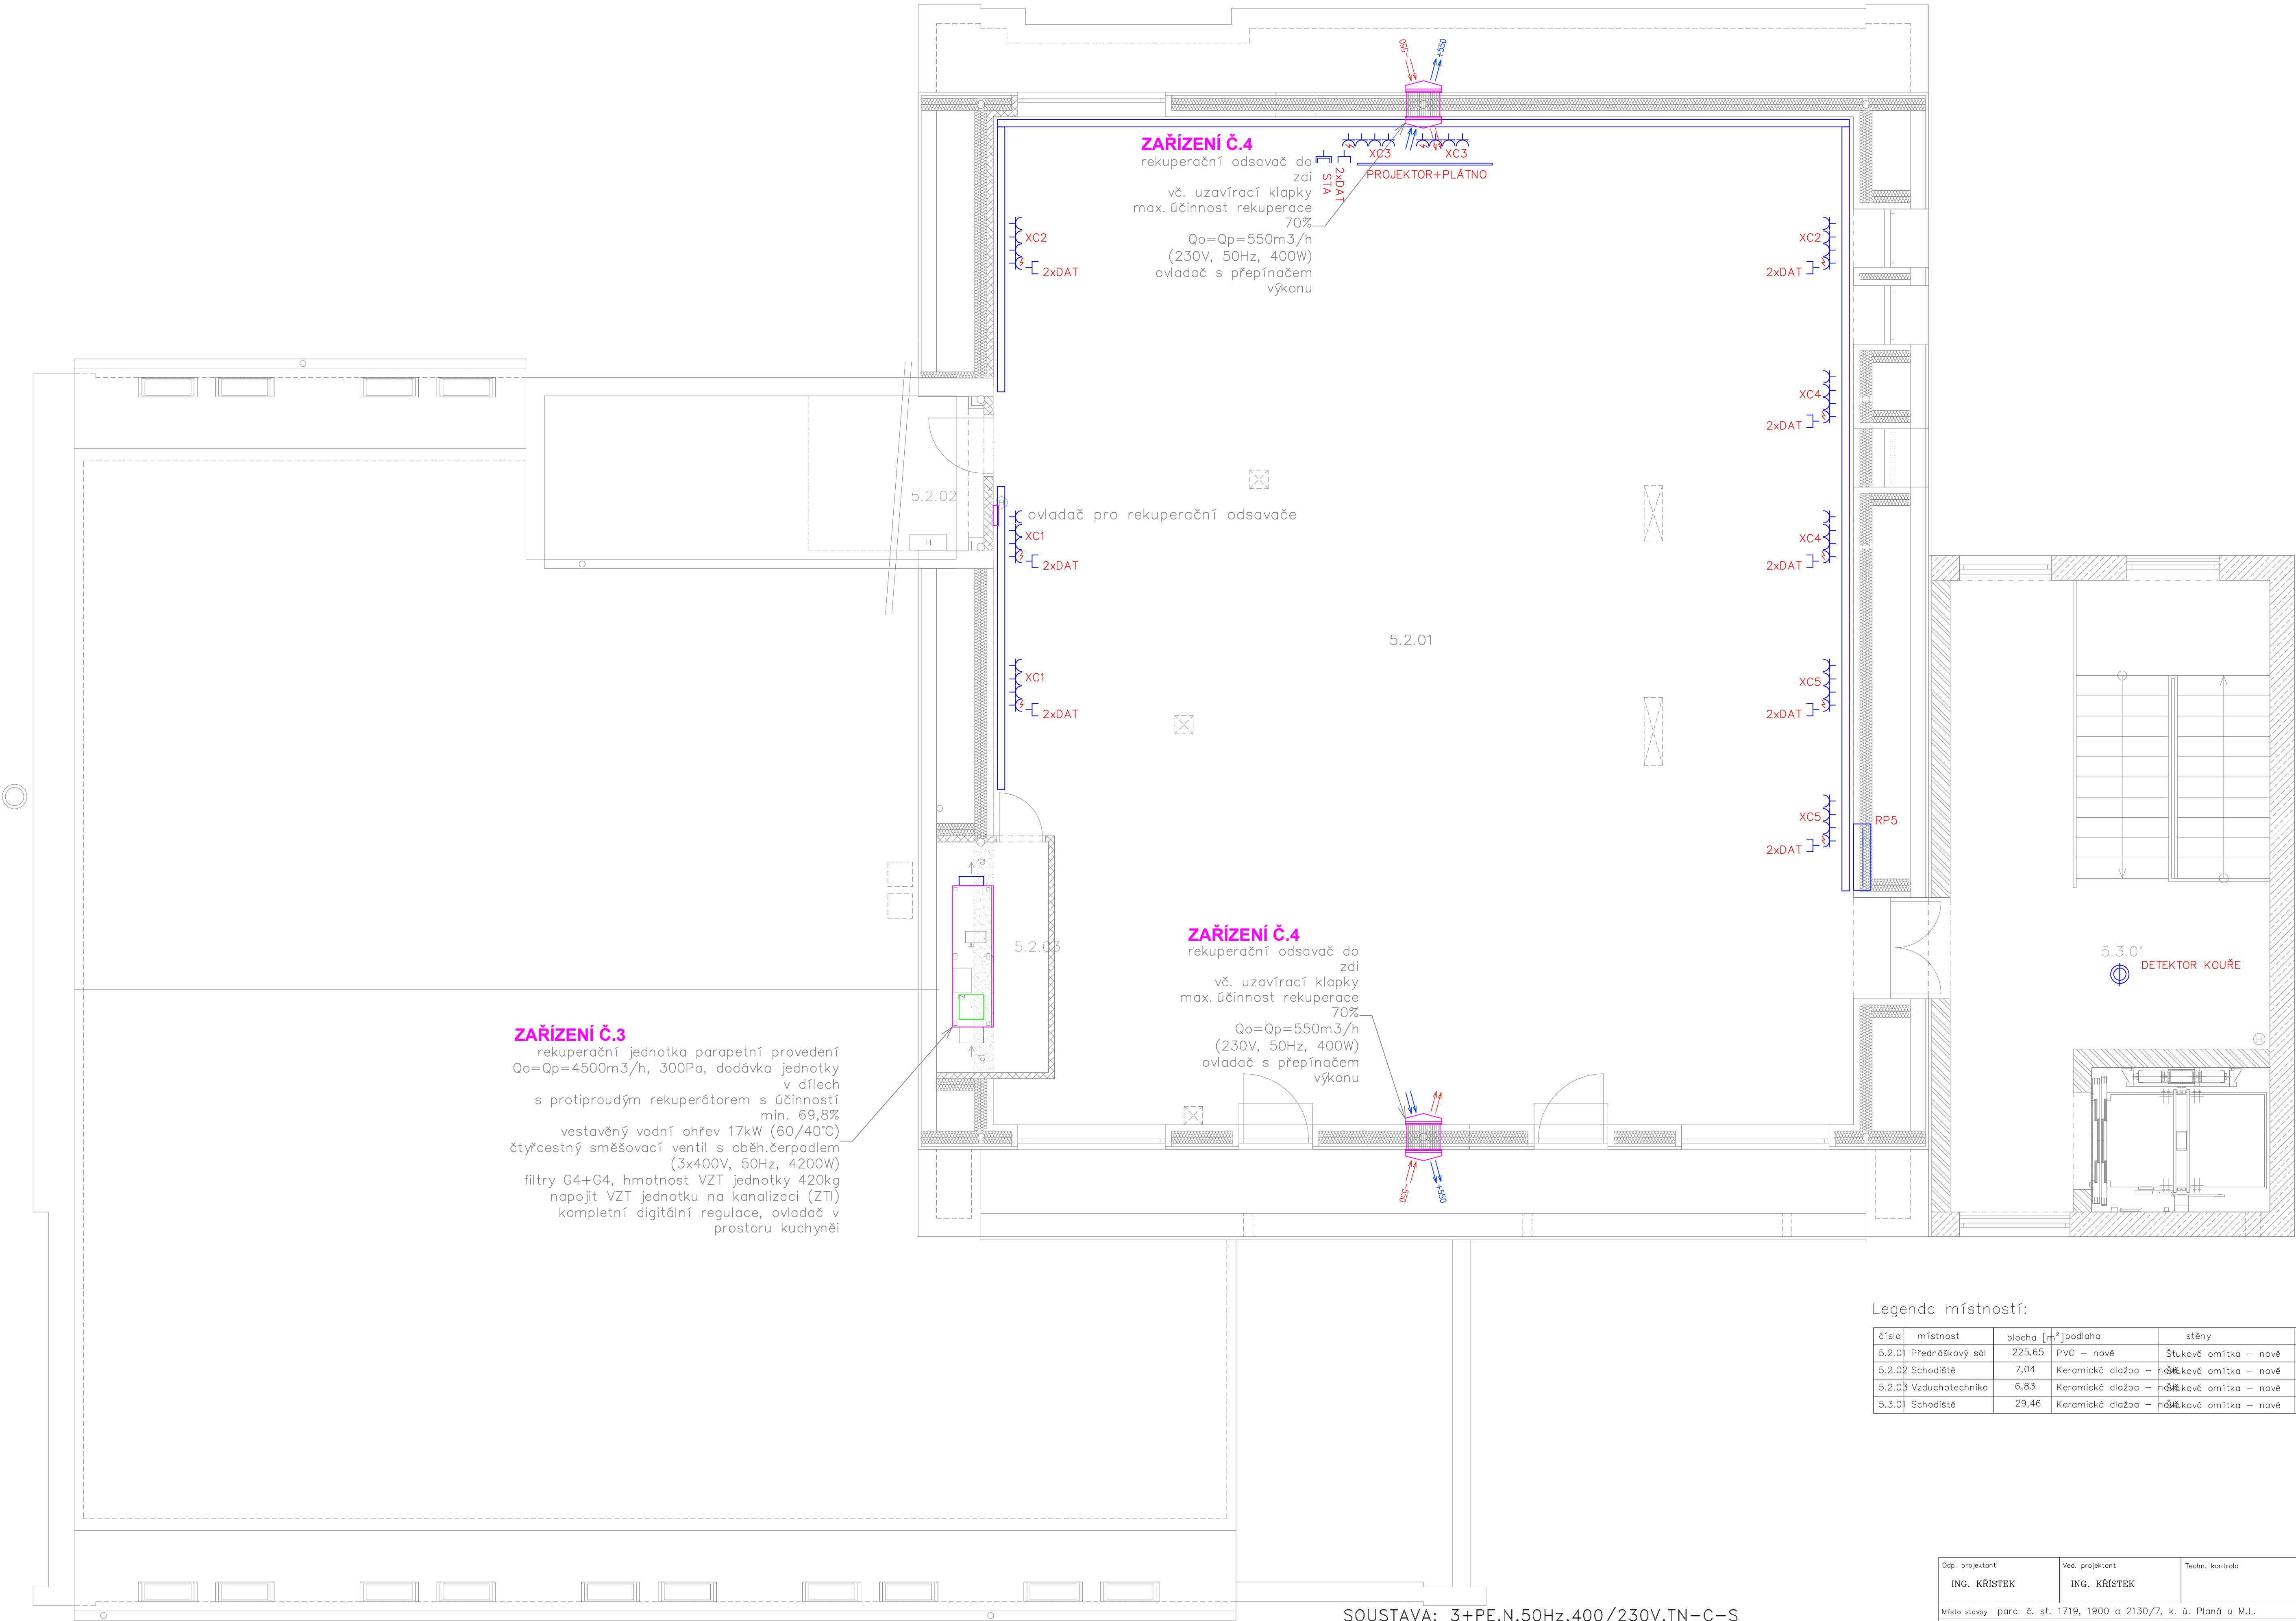 -550
+550
ZAŘÍZENÍ Č.4
rekuperační odsavač do
zdi
vč. uzavírací klapky
max. účinnost rekuperace
70%
Qo=Qp=550m3/h
(230V, 50Hz, 400W)
ovladač s přepínačem
výkonu
XC3
XC3
STA
2xDAT
PROJEKTOR+PLÁTNO
XC2
2xDAT
XC2
2xDAT
XC4
2xDAT
5.2.02
H
H
ovladač pro rekuperační odsavače
XC1
2xDAT
XC4
2xDAT
5.2.01
XC1
2xDAT
XC5
2xDAT
XC5
2xDAT
RP5
e2
e1
5.2.03
5.3.01
DETEKTOR KOUŘE
H
ZAŘÍZENÍ Č.4
rekuperační odsavač do
zdi
vč. uzavírací klapky
max. účinnost rekuperace
70%
Qo=Qp=550m3/h
(230V, 50Hz, 400W)
ovladač s přepínačem
výkonu
-550
+550
ZAŘÍZENÍ Č.3
rekuperační jednotka parapetní provedení
Qo=Qp=4500m3/h, 300Pa, dodávka jednotky
v dílech
s protiproudým rekuperátorem s účinností
min. 69,8%
vestavěný vodní ohřev 17kW (60/40°C)
čtyřcestný směšovací ventil s oběh.čerpadlem
(3x400V, 50Hz, 4200W)
filtry G4+G4, hmotnost VZT jednotky 420kg
napojit VZT jednotku na kanalizaci (ZTI)
kompletní digitální regulace, ovladač v
prostoru kuchyněi
Legenda místností:
číslo místnost plocha [m²] podlaha stěny
5.2.01 Přednáškový sál 225,65 PVC – nově Štuková omítka – nově
5.2.02 Schodiště 7,04 Keramická dlažba – nově Štuková omítka – nově
5.2.03 Vzduchotechnika 6,83 Keramická dlažba – nově Štuková omítka – nově
5.3.01 Schodiště 29,46 Keramická dlažba – nově Štuková omítka – nově
Odp. projektant Ved. projektant Techn. kontrola
ING. KŘÍSTEK ING. KŘÍSTEK
Místo stavby parc. č. st. 1719, 1900 a 2130/7, k. ú. Planá u M.L.
SOUSTAVA: 3+PE,N,50Hz,400/230V,TN-C-S